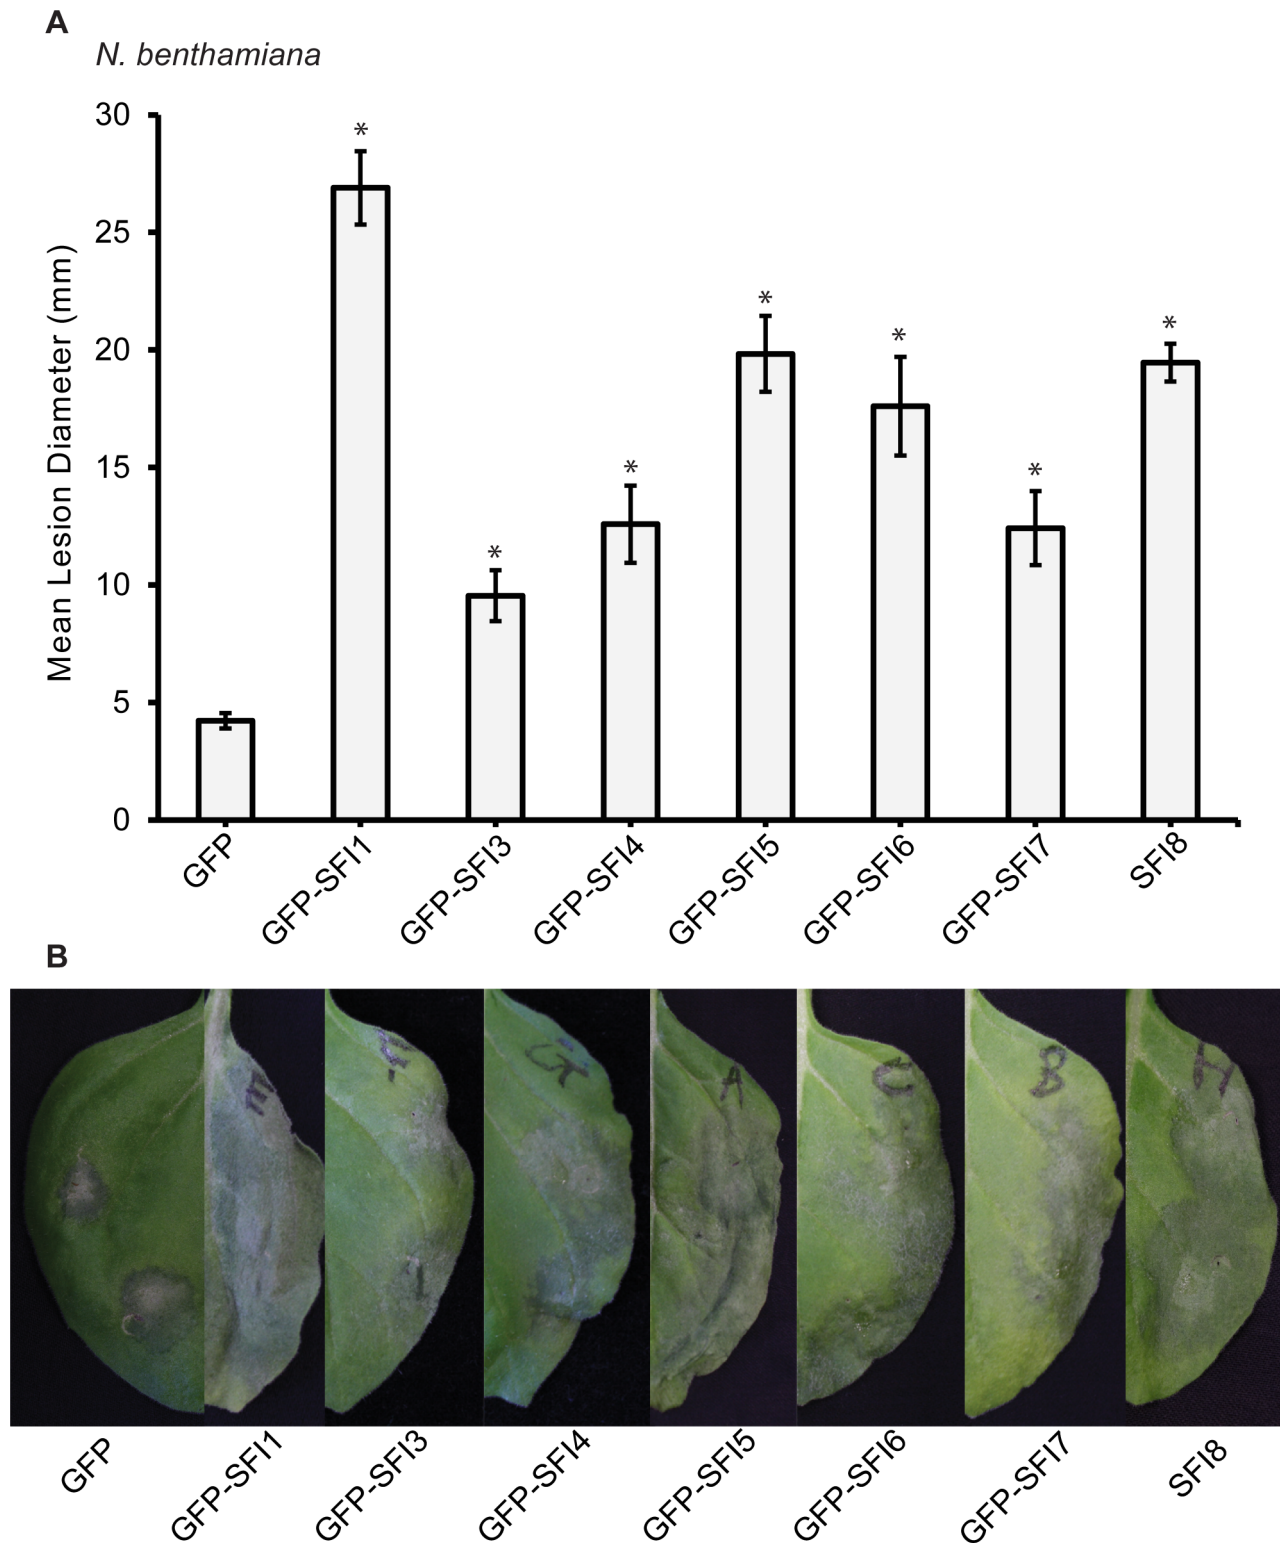 A
N. benthamiana
Mean Lesion Diameter (mm)
30
25
20
15
10
5
0
* * * * * * *
GFP GFP-SFI1 GFP-SFI3 GFP-SFI4 GFP-SFI5 GFP-SFI6 GFP-SFI7 SFI8
B
E F G A C B H
GFP GFP-SFI1 GFP-SFI3 GFP-SFI4 GFP-SFI5 GFP-SFI6 GFP-SFI7 SFI8